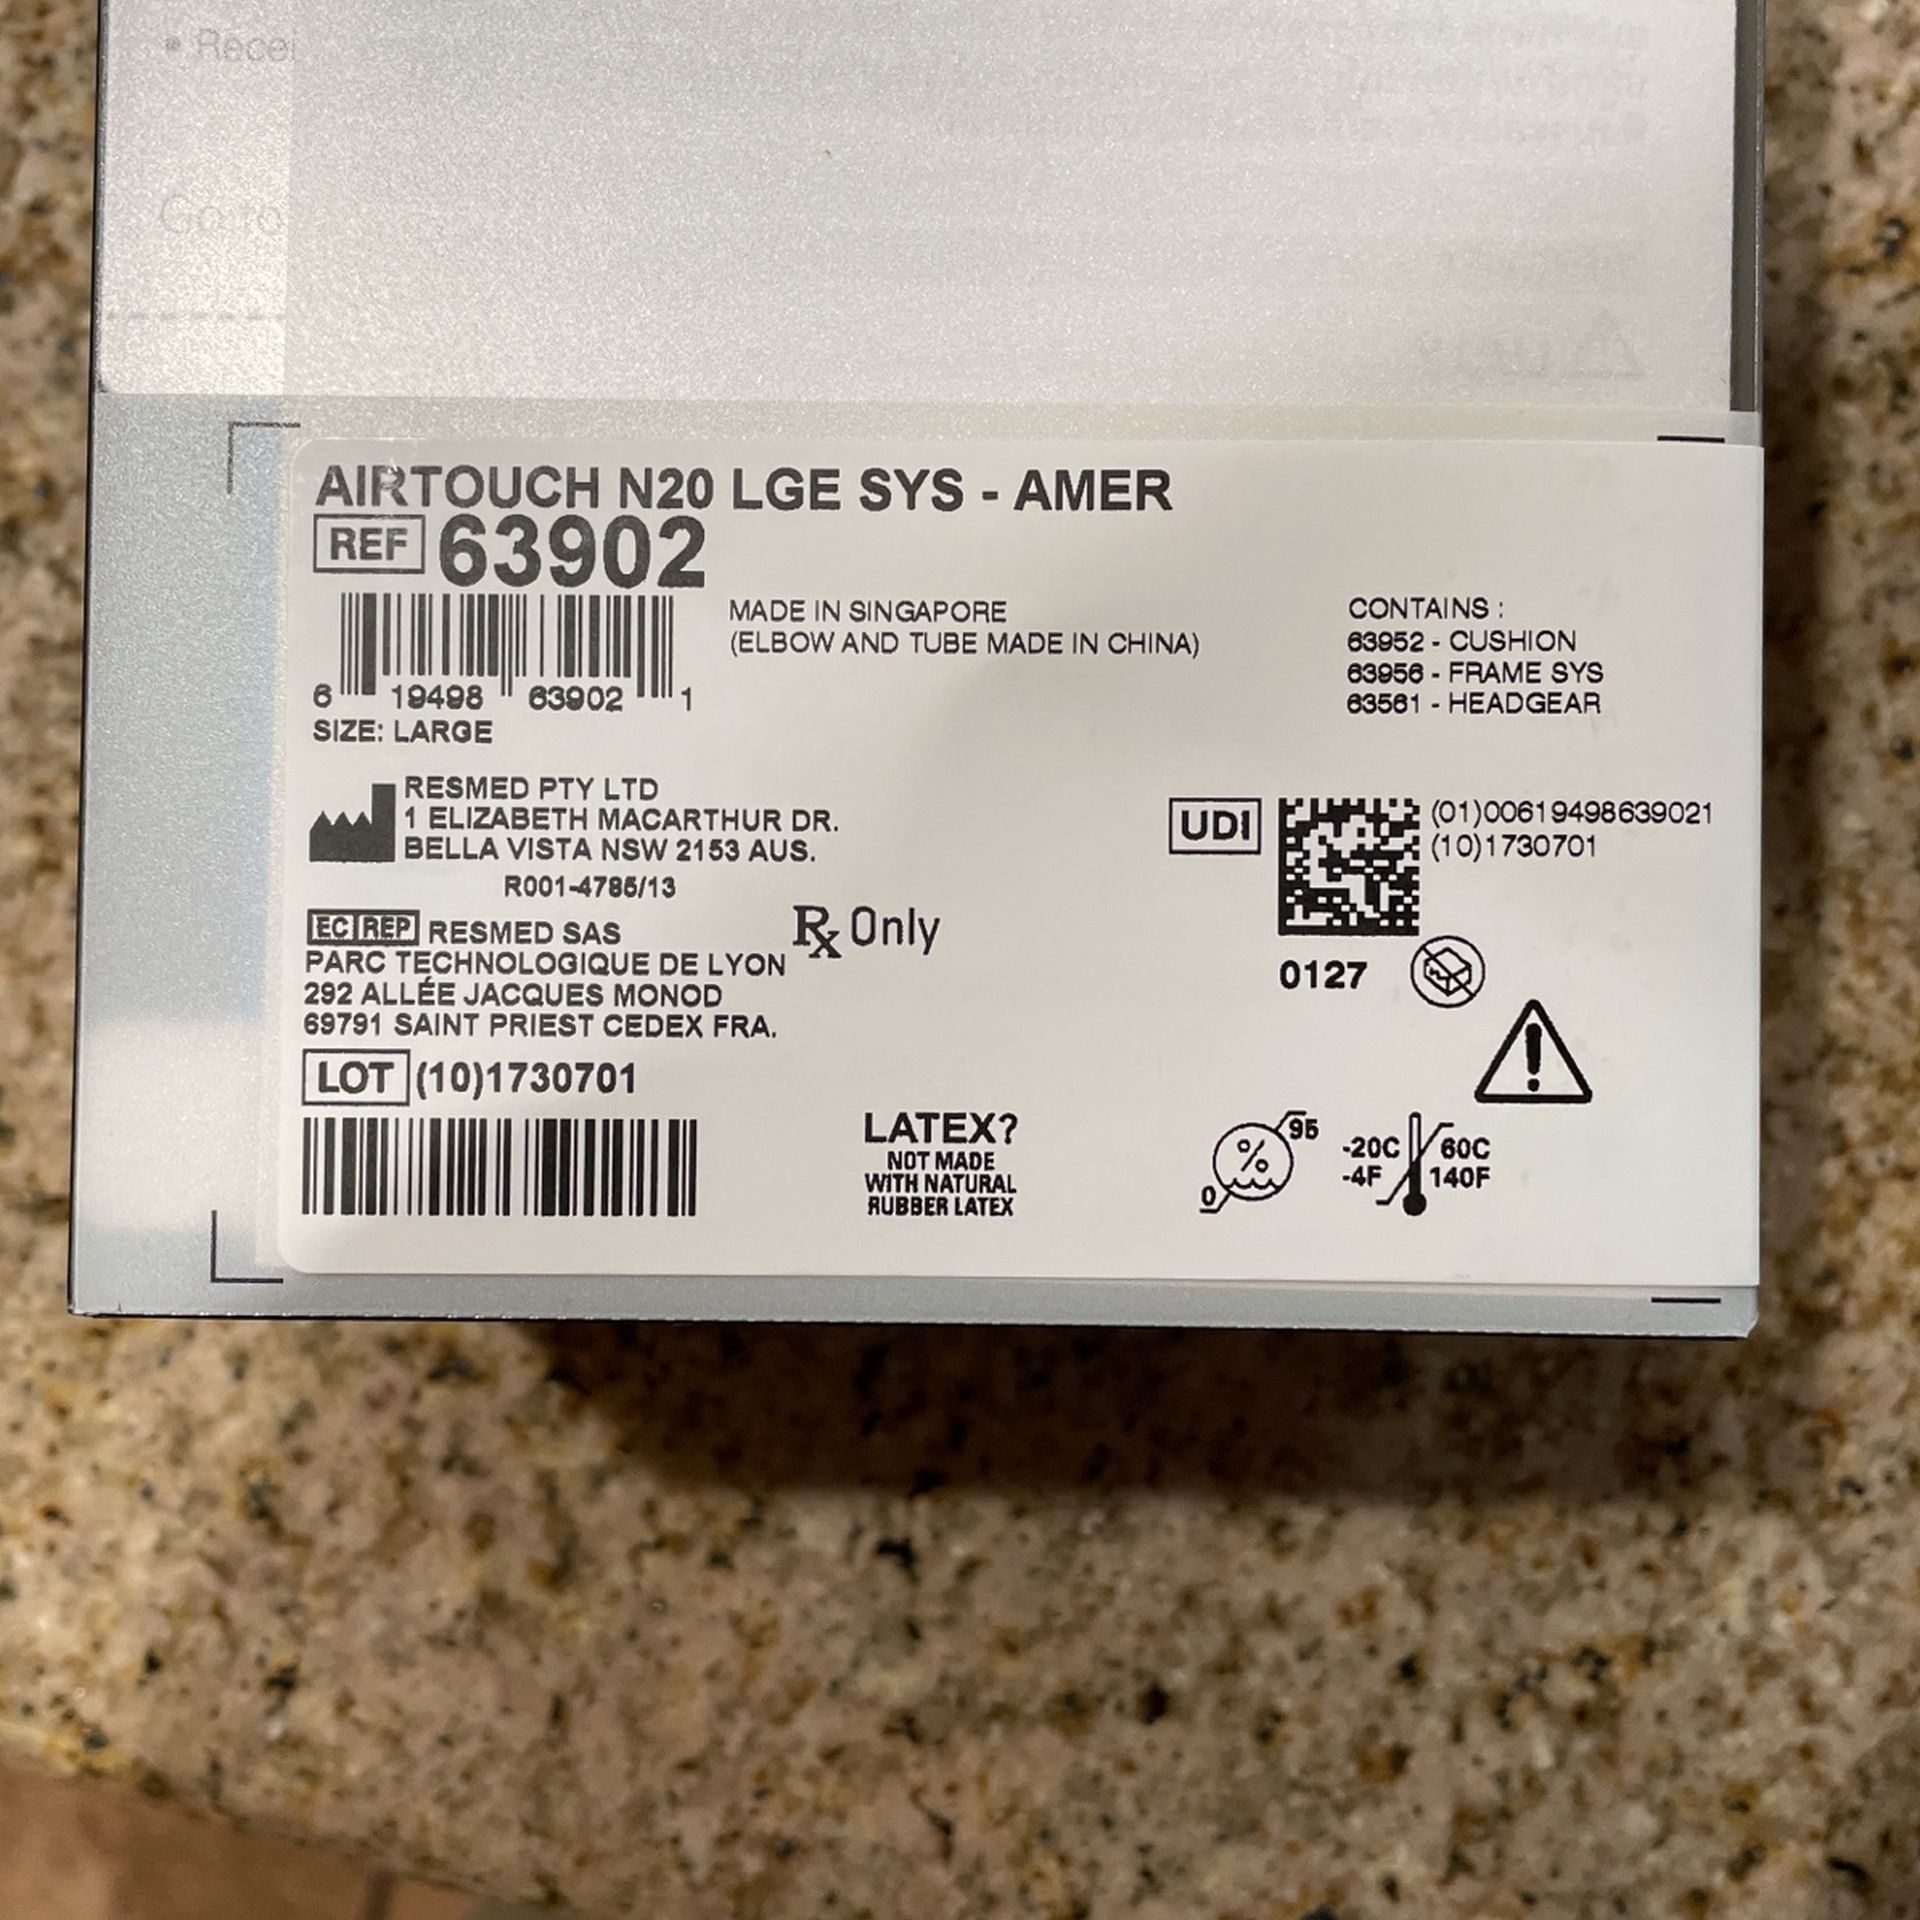 • Recei
Go to
AIRTOUCH N20 LGE SYS - AMER
REF 63902
MADE IN SINGAPORE
(ELBOW AND TUBE MADE IN CHINA)
CONTAINS :
63952 - CUSHION
63956 - FRAME SYS
63561 - HEADGEAR
6 19498 63902 1
SIZE: LARGE
RESMED PTY LTD
1 ELIZABETH MACARTHUR DR.
BELLA VISTA NSW 2153 AUS.
R001-4785/13
UDI (01)00619498639021
(10)1730701
EC REP RESMED SAS
PARC TECHNOLOGIQUE DE LYON
292 ALLÉE JACQUES MONOD
69791 SAINT PRIEST CEDEX FRA.
Rx Only
0127
LOT (10)1730701
LATEX?
NOT MADE
WITH NATURAL
RUBBER LATEX
% 95
0
-20C 60C
-4F 140F